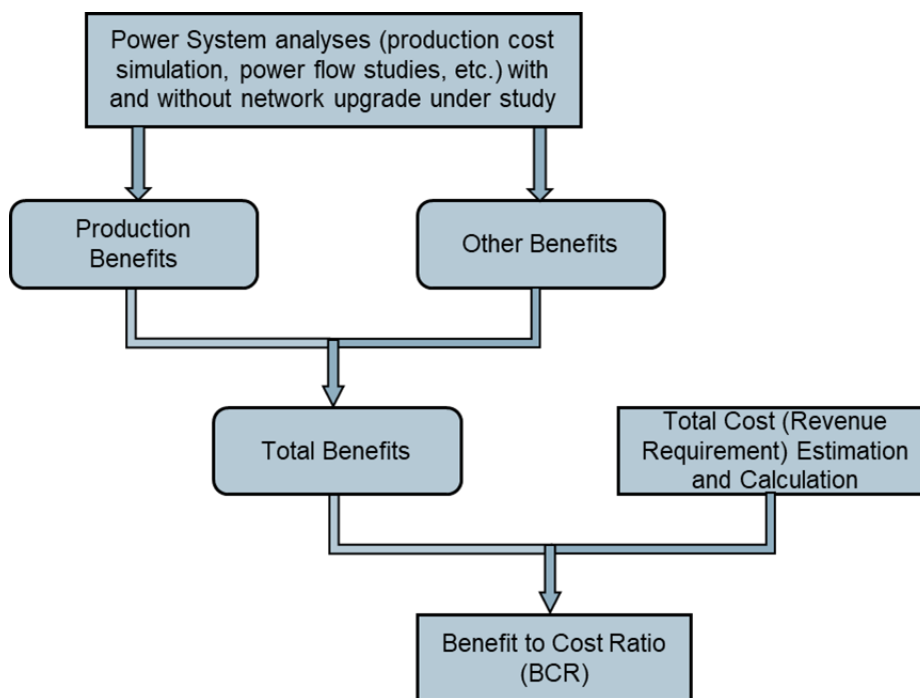 Power System analyses (production cost
simulation, power flow studies, etc.) with
and without network upgrade under study
Production
Benefits
Other Benefits
Total Benefits
Total Cost (Revenue
Requirement) Estimation
and Calculation
Benefit to Cost Ratio
(BCR)